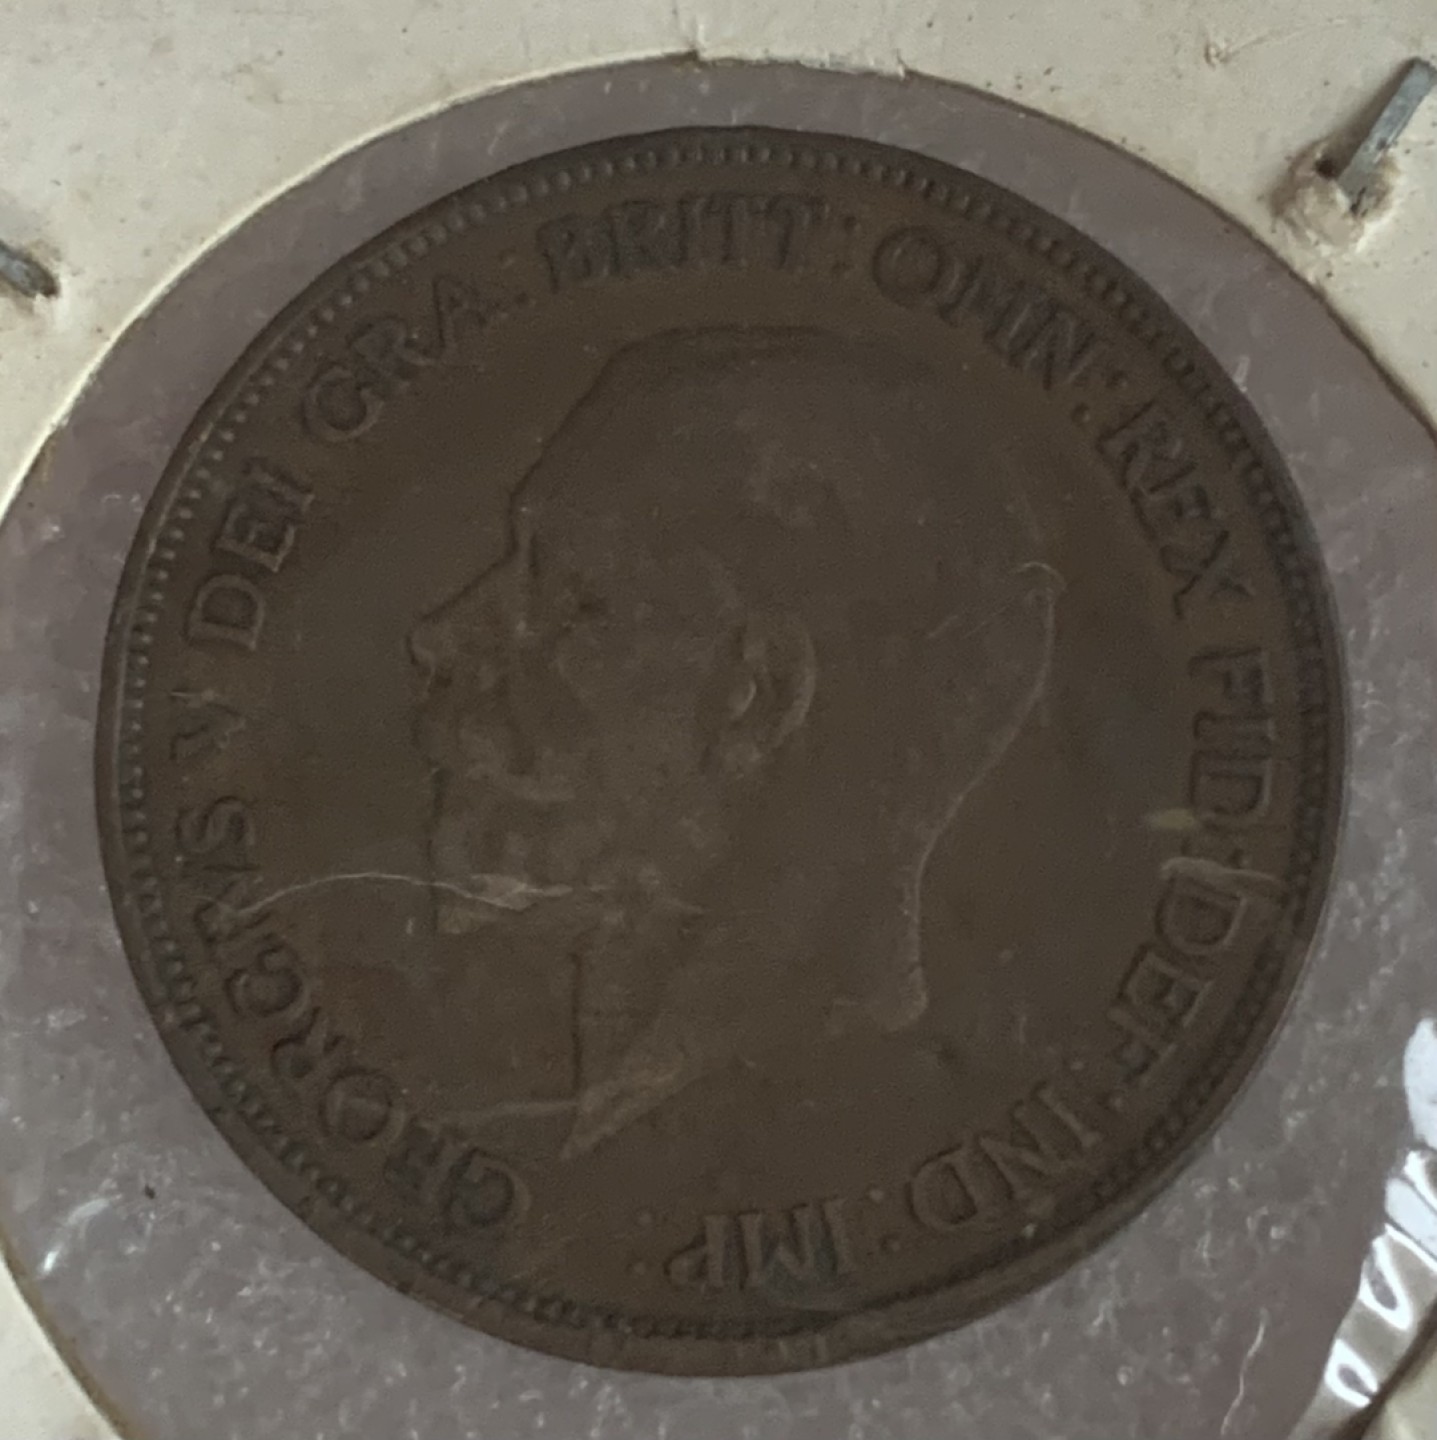 GEORGIVS V DEI GRA: BRITT: OMN: REX FID: DEF: IND: IMP: